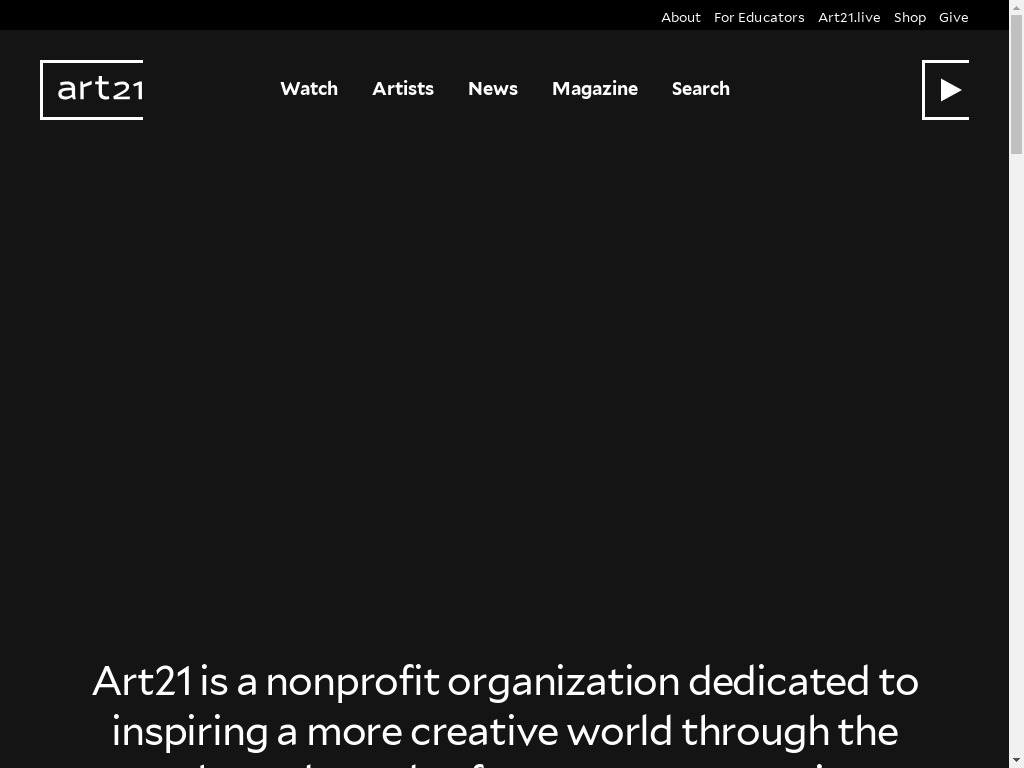 About For Educators Art21.live Shop Give
art21
Watch Artists News Magazine Search
Art21 is a nonprofit organization dedicated to
inspiring a more creative world through the